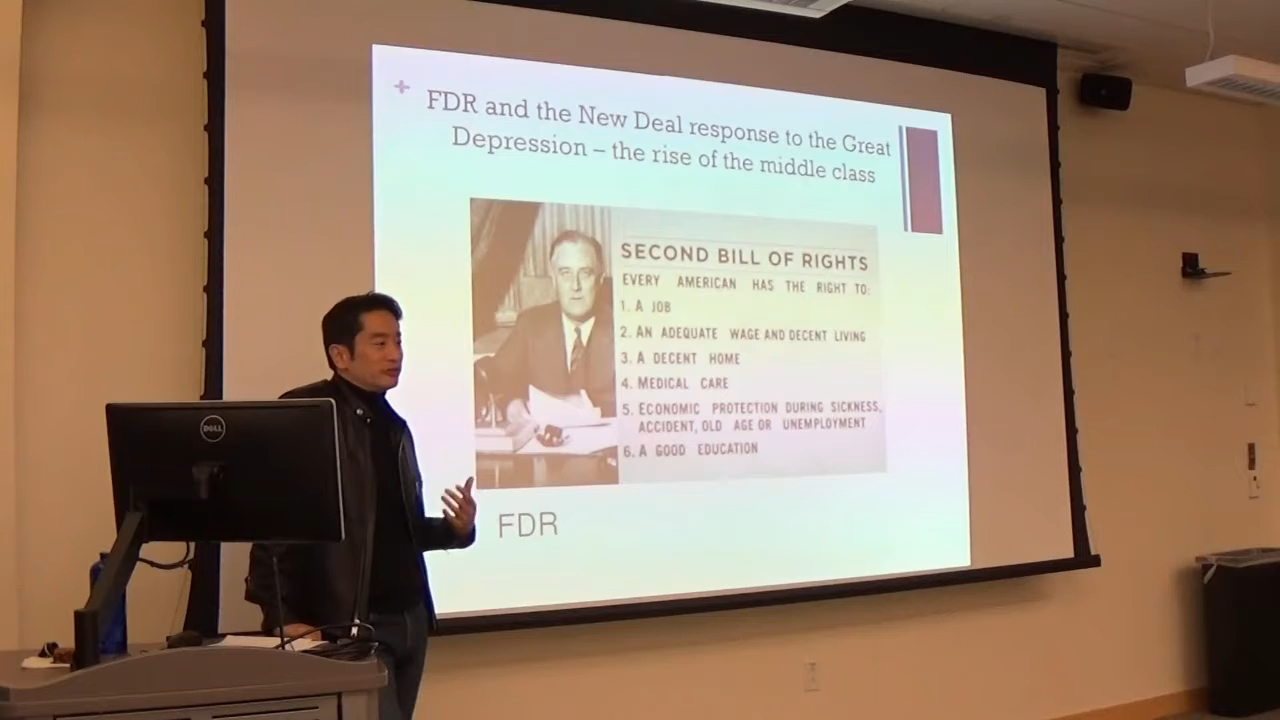 + FDR and the New Deal response to the Great
Depression – the rise of the middle class
SECOND BILL OF RIGHTS
EVERY AMERICAN HAS THE RIGHT TO:
1. A JOB
2. AN ADEQUATE WAGE AND DECENT LIVING
3. A DECENT HOME
4. MEDICAL CARE
5. ECONOMIC PROTECTION DURING SICKNESS,
ACCIDENT, OLD AGE OR UNEMPLOYMENT
6. A GOOD EDUCATION
FDR
DELL